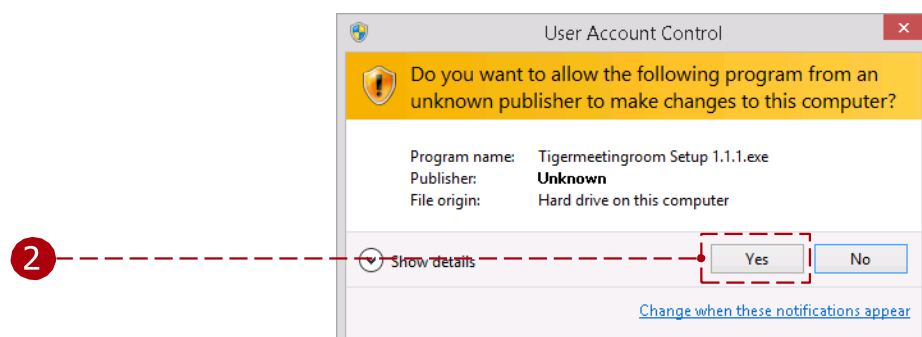 User Account Control
Do you want to allow the following program from an
unknown publisher to make changes to this computer?
Program name: Tigermeetingroom Setup 1.1.1.exe
Publisher: Unknown
File origin: Hard drive on this computer
2 Show details Yes No
Change when these notifications appear